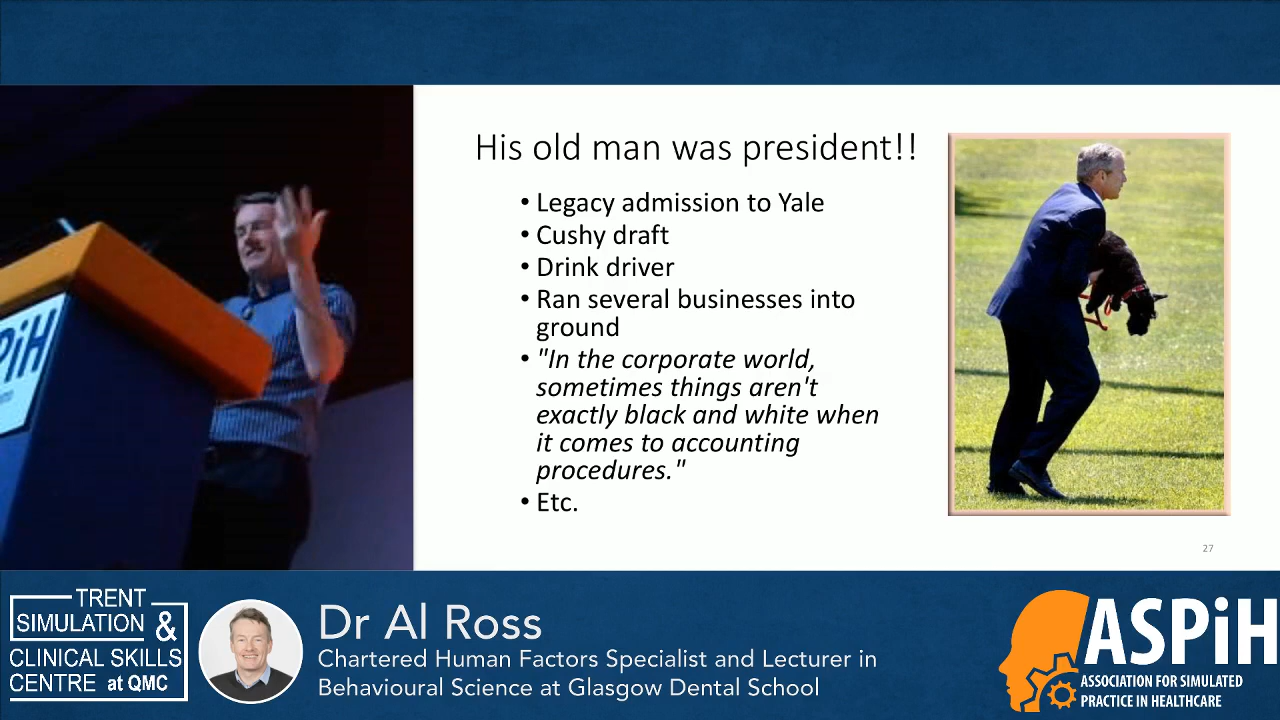 His old man was president!!
• Legacy admission to Yale
• Cushy draft
• Drink driver
• Ran several businesses into
ground
• "In the corporate world,
sometimes things aren't
exactly black and white when
it comes to accounting
procedures."
• Etc.
27
PiH
TRENT
SIMULATION &
CLINICAL SKILLS
CENTRE at QMC
Dr Al Ross
Chartered Human Factors Specialist and Lecturer in
Behavioural Science at Glasgow Dental School
ASPiH
ASSOCIATION FOR SIMULATED
PRACTICE IN HEALTHCARE